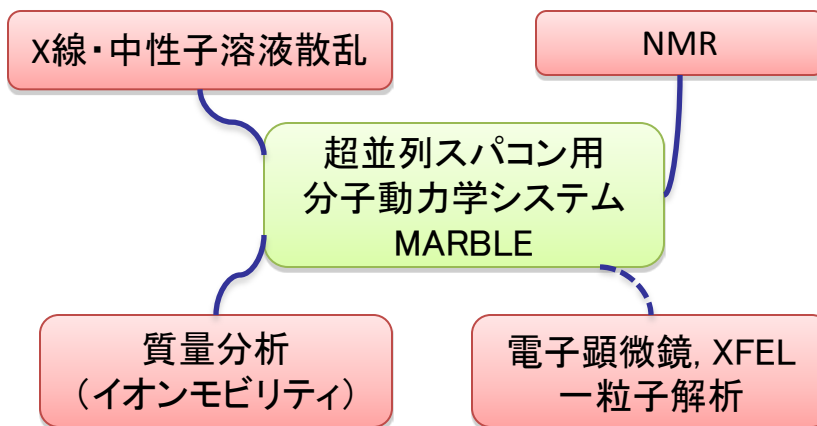 X線・中性子溶液散乱
NMR
超並列スパコン用
分子動力学システム
MARBLE
質量分析
（イオンモビリティ）
電子顕微鏡, XFEL
一粒子解析